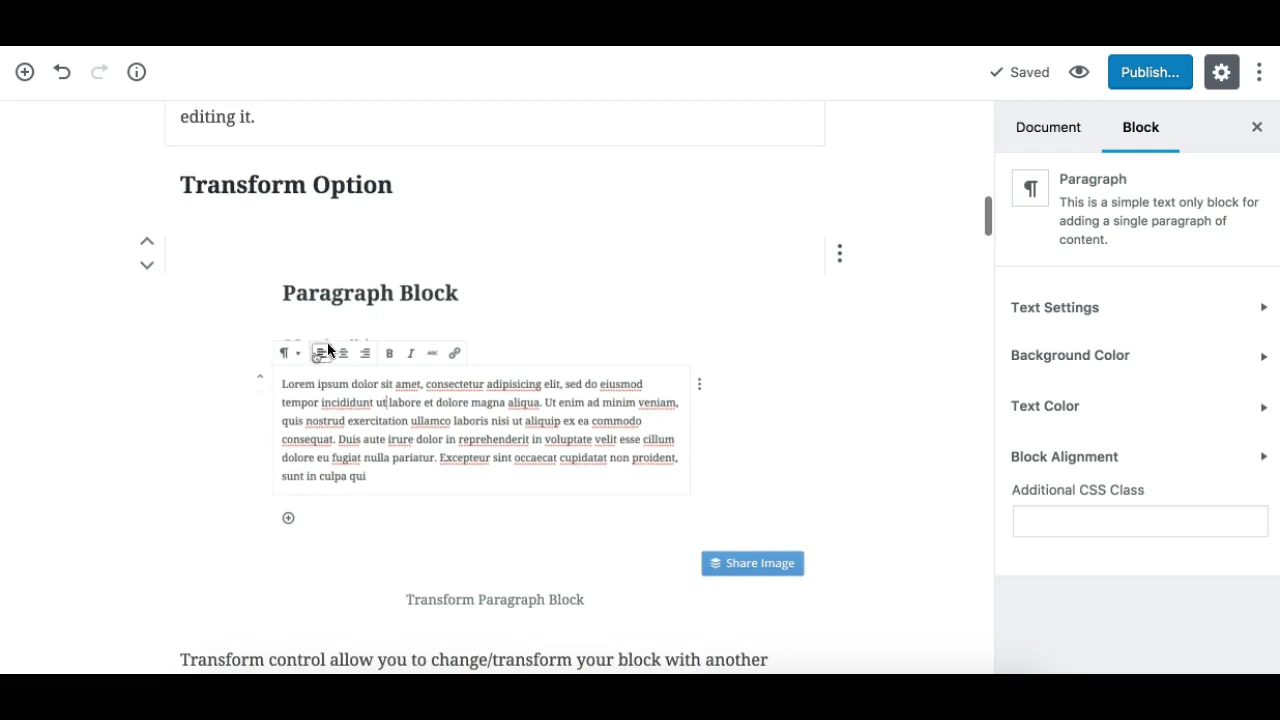 Saved
Publish...
editing it.
Document
Block
Transform Option
Paragraph
This is a simple text only block for
adding a single paragraph of
content.
Paragraph Block
B I ABC
Lorem ipsum dolor sit amet, consectetur adipisicing elit, sed do eiusmod
tempor incididunt ut labore et dolore magna aliqua. Ut enim ad minim veniam,
quis nostrud exercitation ullamco laboris nisi ut aliquip ex ea commodo
consequat. Duis aute irure dolor in reprehenderit in voluptate velit esse cillum
dolore eu fugiat nulla pariatur. Excepteur sint occaecat cupidatat non proident,
sunt in culpa qui
Text Settings
Background Color
Text Color
Block Alignment
Additional CSS Class
Share Image
Transform Paragraph Block
Transform control allow you to change/transform your block with another